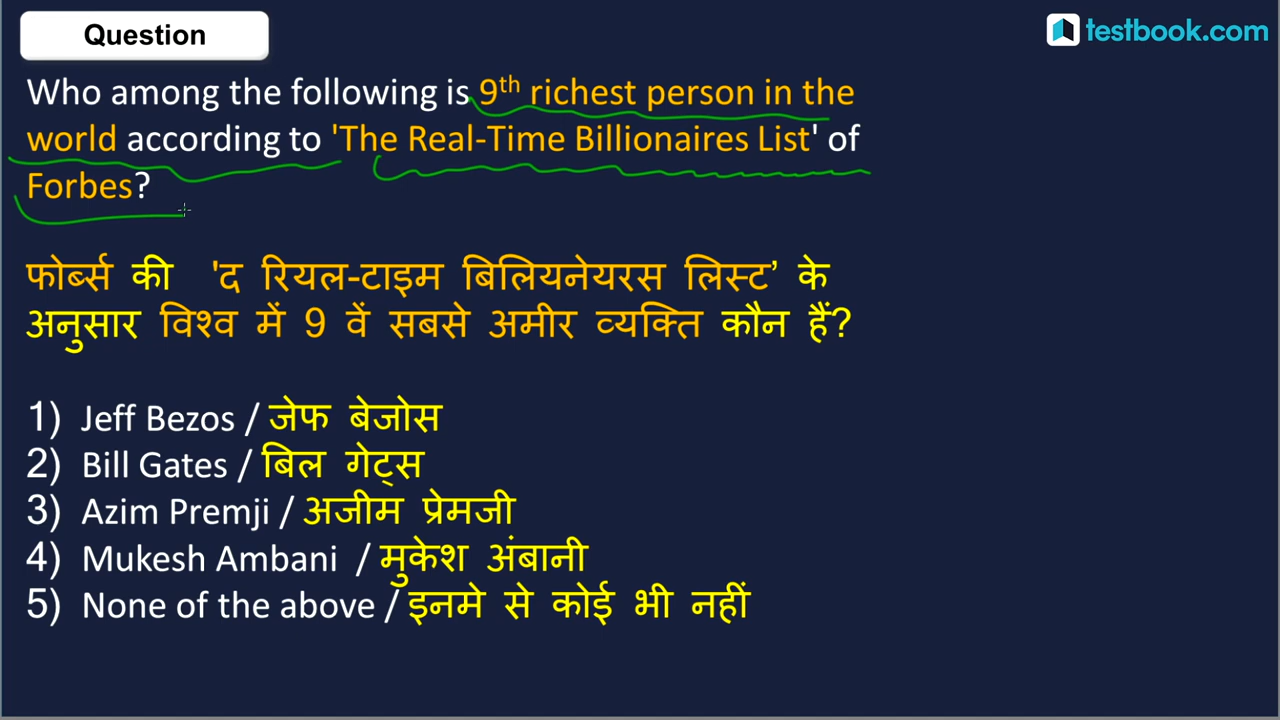 Question
testbook.com
Who among the following is 9th richest person in the
world according to 'The Real-Time Billionaires List' of
Forbes?
फोर्ब्स की 'द रियल-टाइम बिलियनेयरस लिस्ट’ के
अनुसार विश्व में 9 वें सबसे अमीर व्यक्ति कौन हैं?
1) Jeff Bezos / जेफ बेजोस
2) Bill Gates / बिल गेट्स
3) Azim Premji / अजीम प्रेमजी
4) Mukesh Ambani / मुकेश अंबानी
5) None of the above / इनमे से कोई भी नहीं